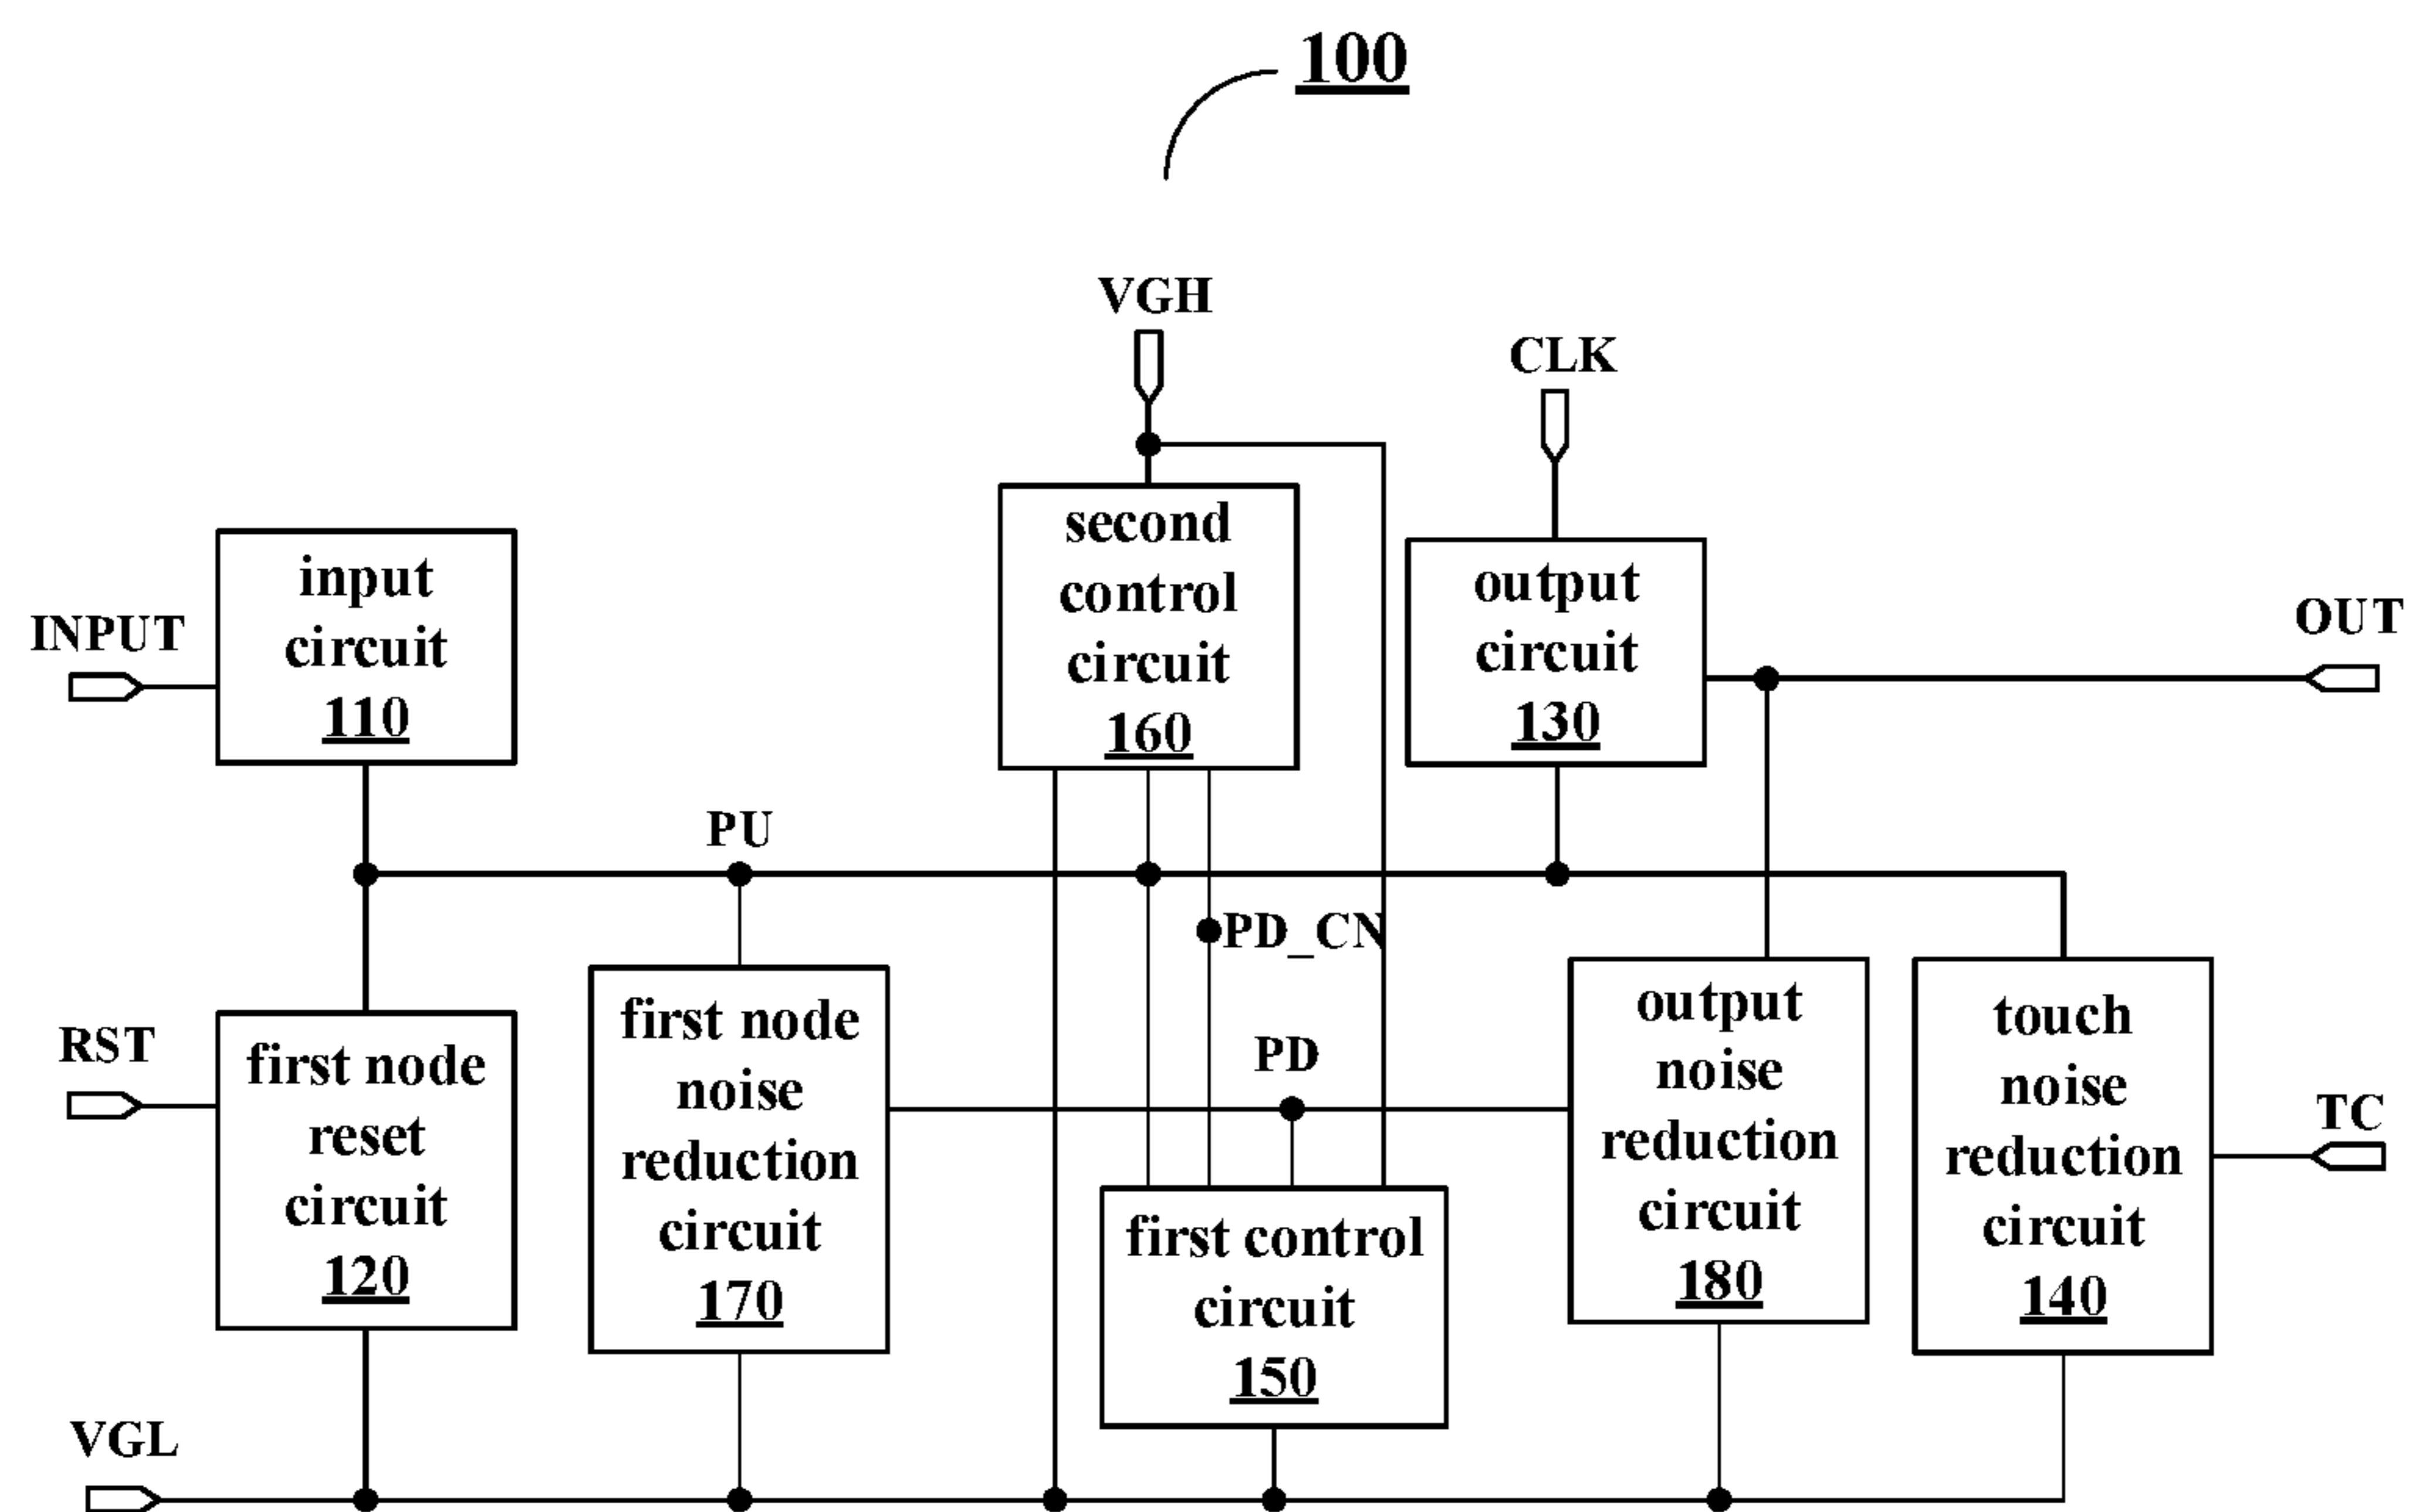 100
VGH
CLK
INPUT
input
circuit
110
second
control
circuit
160
output
circuit
130
OUT
PU
PD_CN
RST
first node
reset
circuit
120
first node
noise
reduction
circuit
170
PD
first control
circuit
150
output
noise
reduction
circuit
180
touch
noise
reduction
circuit
140
TC
VGL